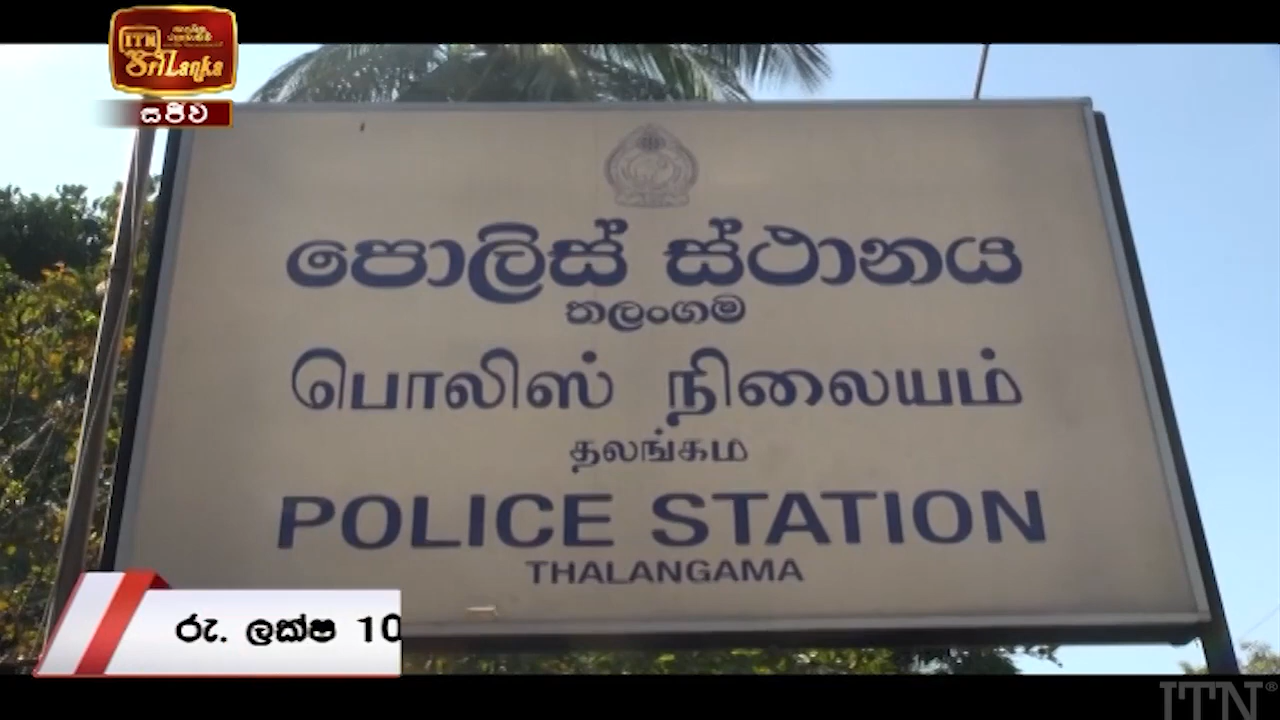 ITN
Sri Lanka
සජීව
පොලිස් ස්ථානය
තලංගම
பொலிஸ் நிலையம்
தலங்கம
POLICE STATION
THALANGAMA
රු. ලක්ෂ 10
ITN®